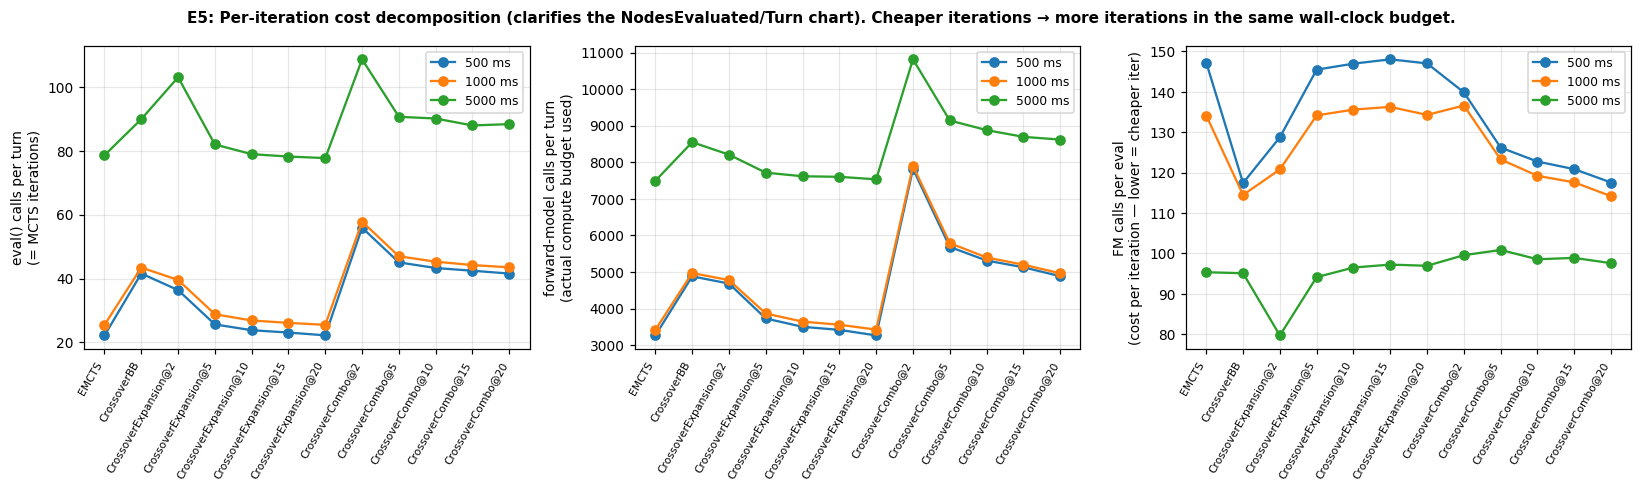 E5: Per-iteration cost decomposition (clarifies the NodesEvaluated/Turn chart). Cheaper iterations → more iterations in the same wall-clock budget.
eval() calls per turn
(= MCTS iterations)
100
80
60
40
20
500 ms
1000 ms
5000 ms
EMCTS
CrossoverBB
CrossoverExpansion@2
CrossoverExpansion@5
CrossoverExpansion@10
CrossoverExpansion@15
CrossoverExpansion@20
CrossoverCombo@2
CrossoverCombo@5
CrossoverCombo@10
CrossoverCombo@15
CrossoverCombo@20
forward-model calls per turn
(actual compute budget used)
11000
10000
9000
8000
7000
6000
5000
4000
3000
500 ms
1000 ms
5000 ms
EMCTS
CrossoverBB
CrossoverExpansion@2
CrossoverExpansion@5
CrossoverExpansion@10
CrossoverExpansion@15
CrossoverExpansion@20
CrossoverCombo@2
CrossoverCombo@5
CrossoverCombo@10
CrossoverCombo@15
CrossoverCombo@20
FM calls per eval
(cost per iteration — lower = cheaper iter)
150
140
130
120
110
100
90
80
500 ms
1000 ms
5000 ms
EMCTS
CrossoverBB
CrossoverExpansion@2
CrossoverExpansion@5
CrossoverExpansion@10
CrossoverExpansion@15
CrossoverExpansion@20
CrossoverCombo@2
CrossoverCombo@5
CrossoverCombo@10
CrossoverCombo@15
CrossoverCombo@20